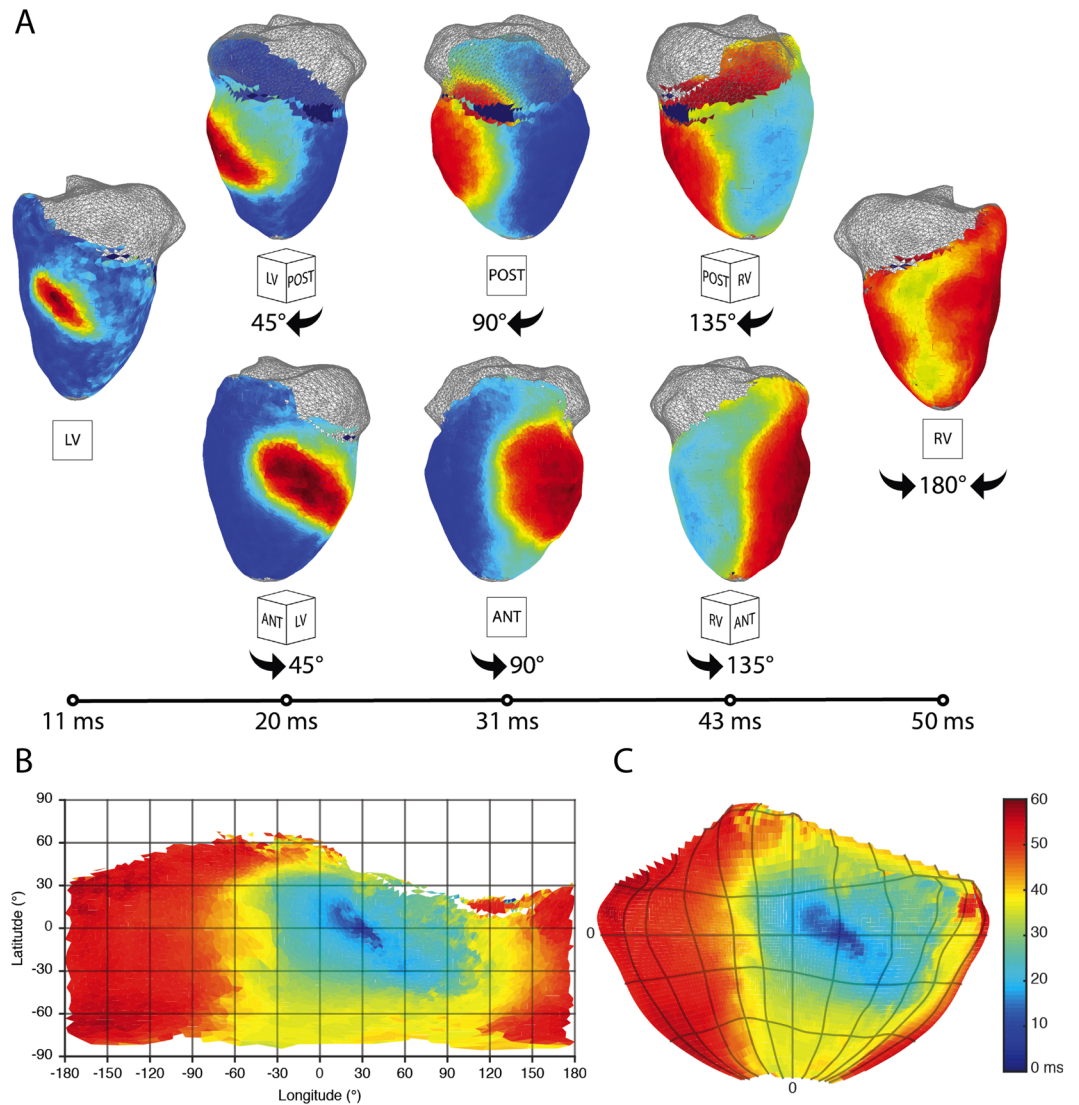 A
LV
LV POST
45°
POST
90°
POST RV
135°
RV
180°
ANT LV
45°
ANT
90°
RV ANT
135°
11 ms
20 ms
31 ms
43 ms
50 ms
B
90
60
30
0
-30
-60
-90
Latitutde (°)
-180 -150 -120 -90 -60 -30 0 30 60 90 120 150 180
Longitude (°)
C
0
0
60
50
40
30
20
10
0 ms